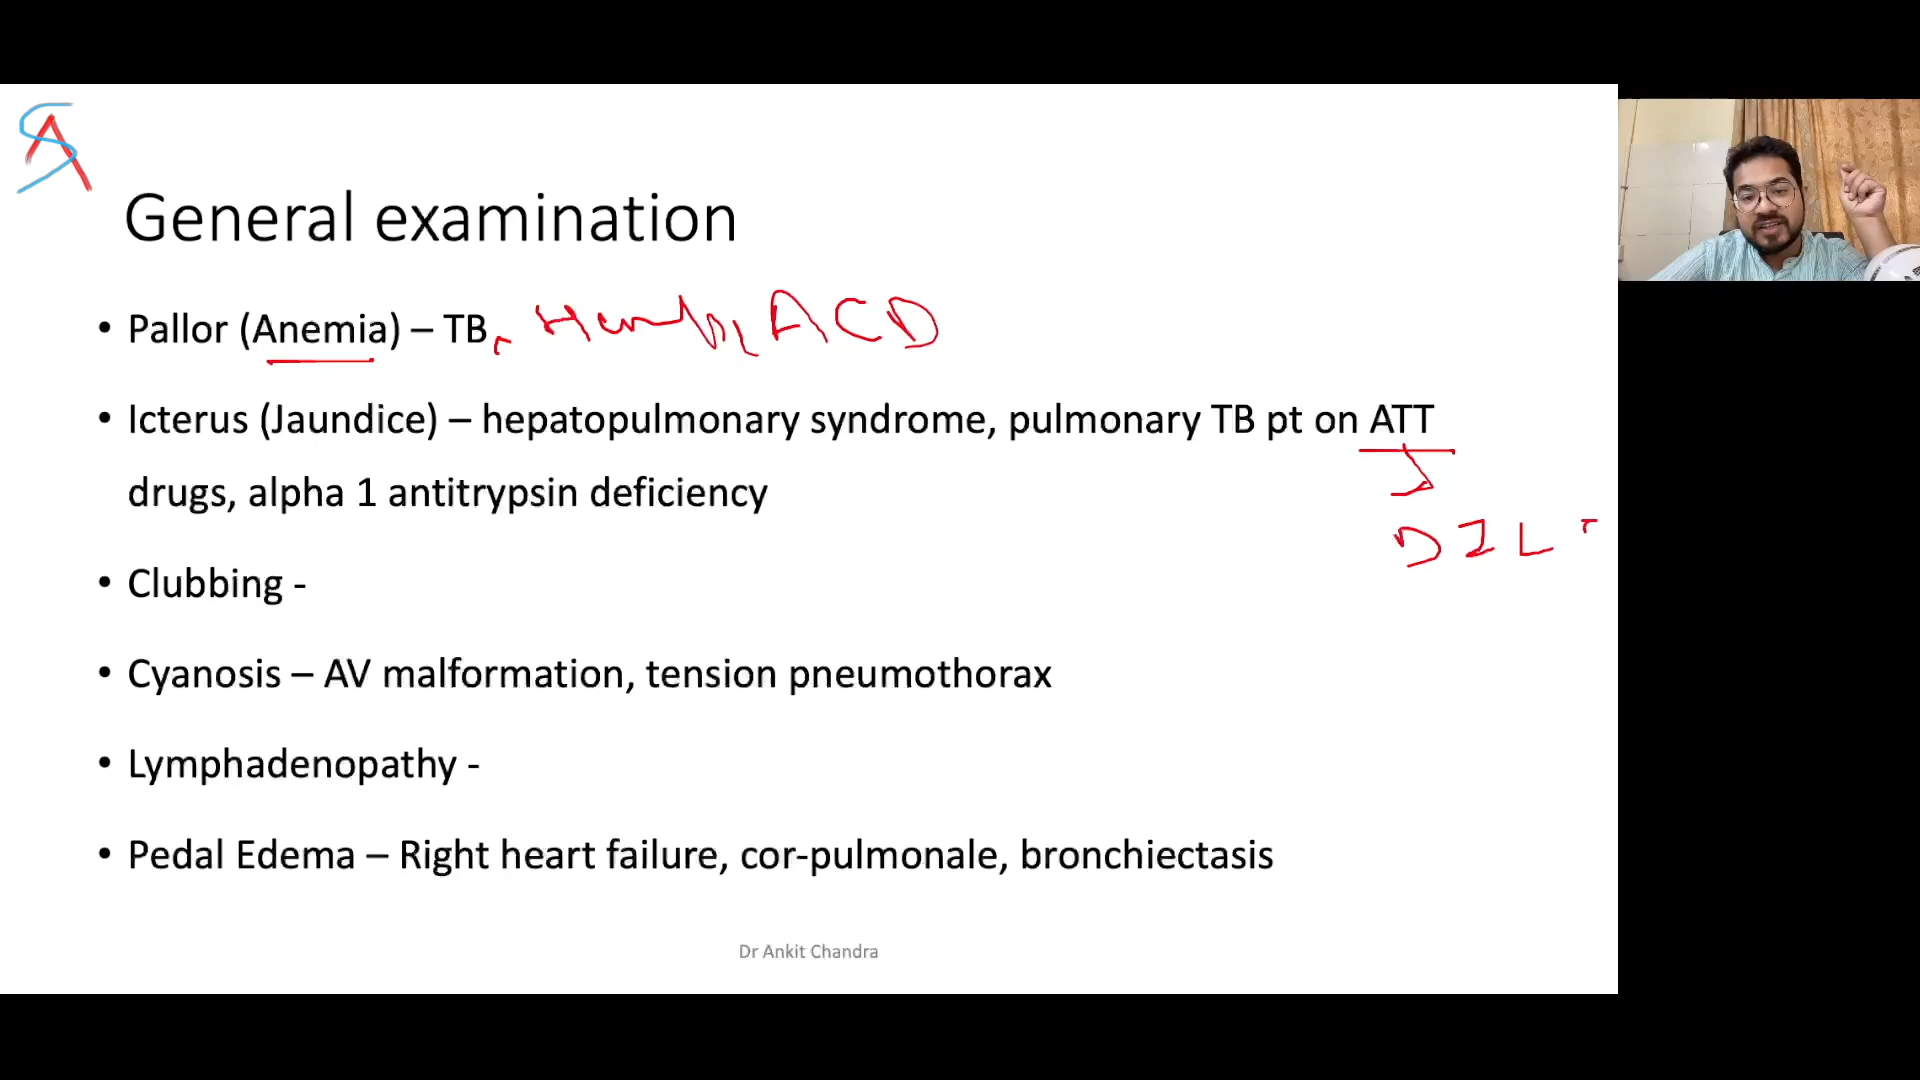 General examination
• Pallor (Anemia) – TB, ACD
• Icterus (Jaundice) – hepatopulmonary syndrome, pulmonary TB pt on ATT
drugs, alpha 1 antitrypsin deficiency
DIL
• Clubbing -
• Cyanosis – AV malformation, tension pneumothorax
• Lymphadenopathy -
• Pedal Edema – Right heart failure, cor-pulmonale, bronchiectasis
Dr Ankit Chandra